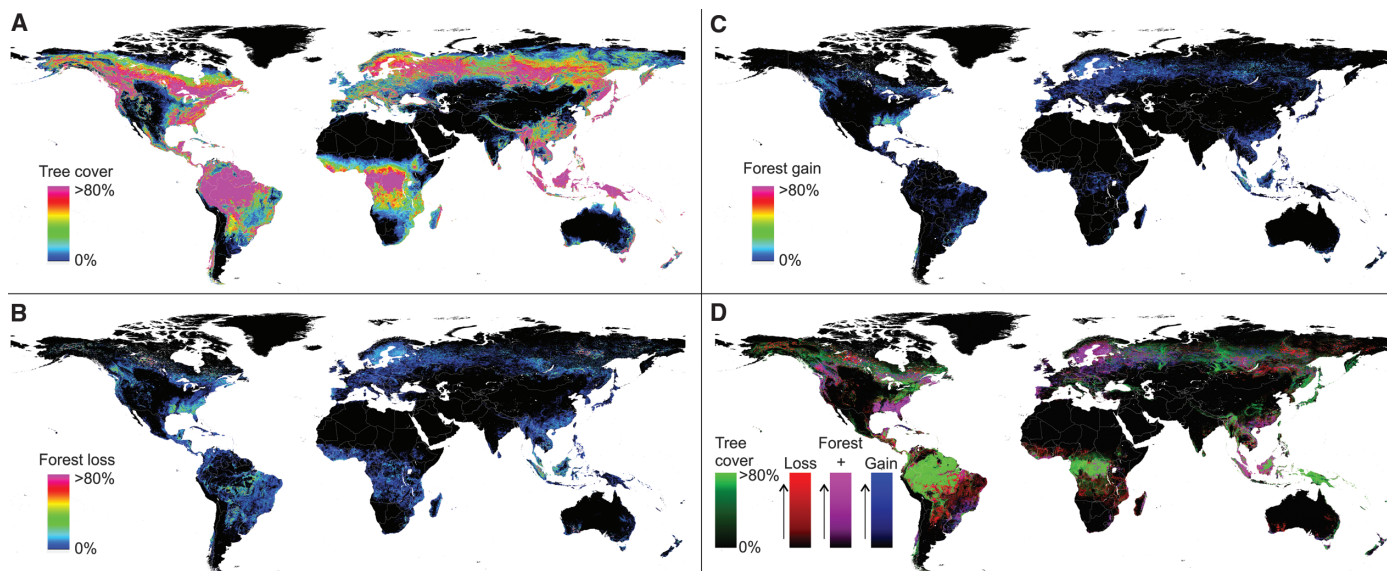 A
Tree cover
>80%
0%
B
Forest loss
>80%
0%
C
Forest gain
>80%
0%
D
Tree
cover
>80%
0%
Forest
Loss + Gain